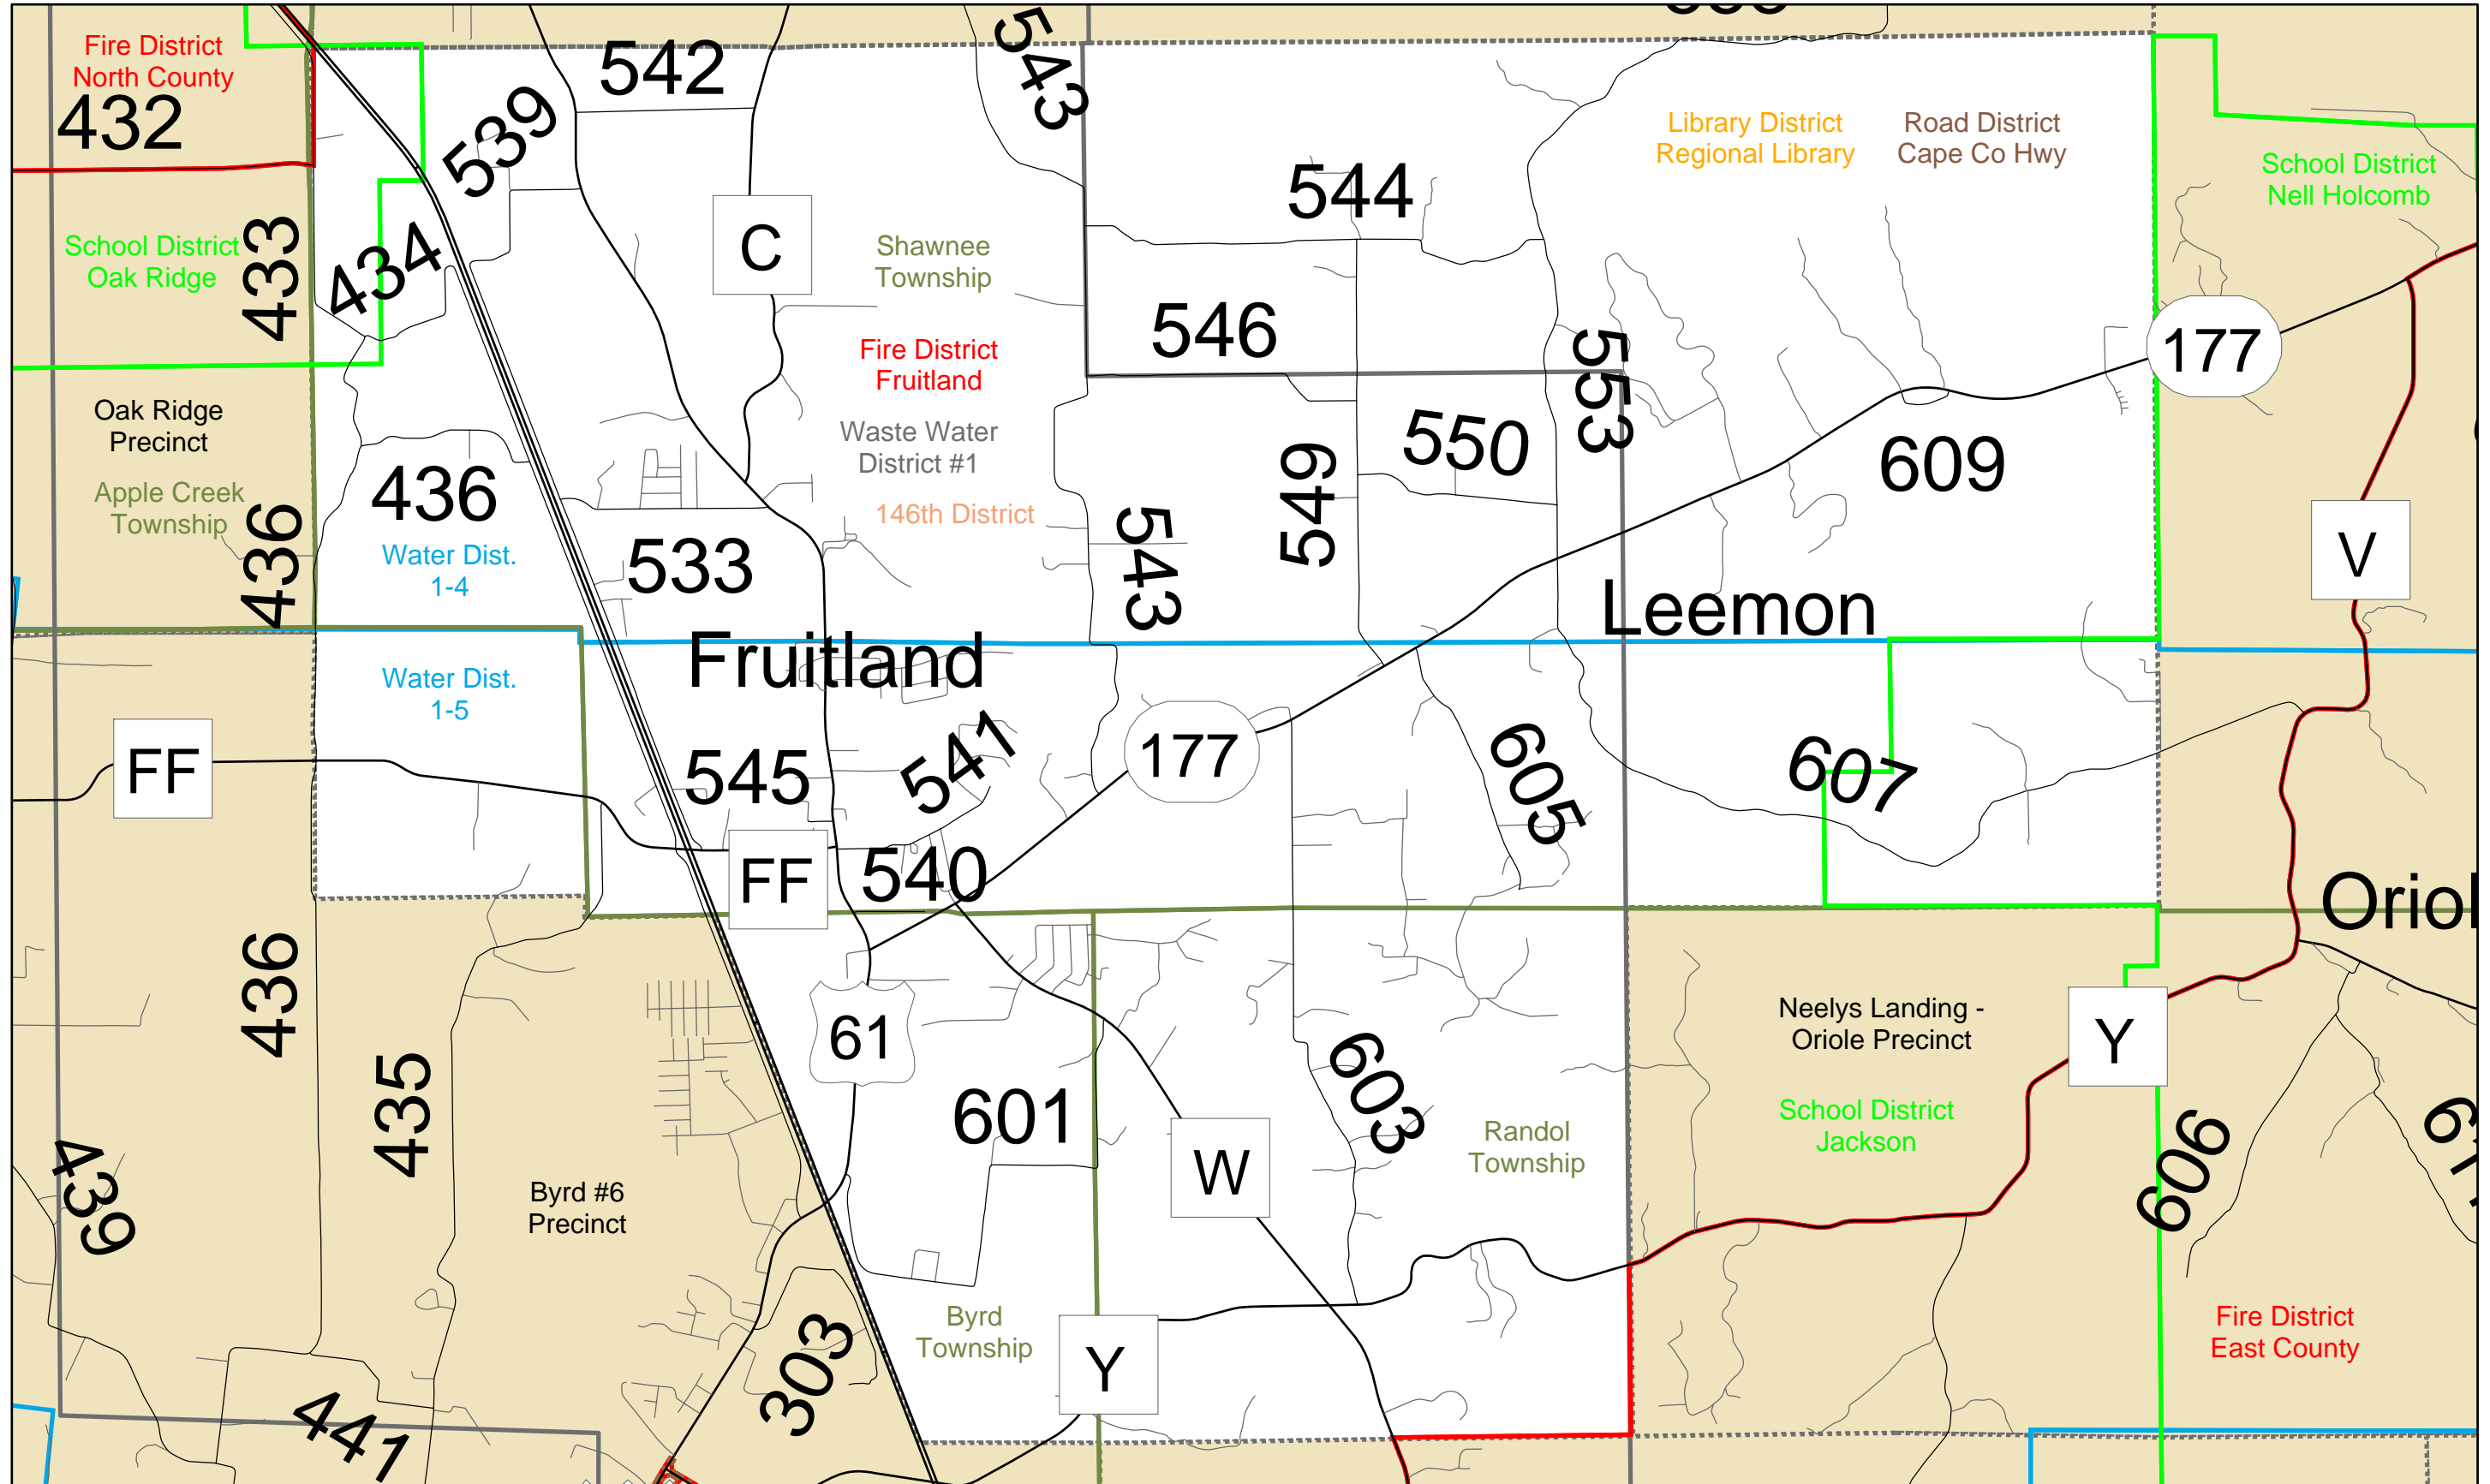 Fire District
North County
432
542
543
539
Library District
Regional Library
Road District
Cape Co Hwy
School District
Nell Holcomb
544
School District
Oak Ridge
433
434
C
Shawnee
Township
546
553
177
Fire District
Fruitland
Oak Ridge
Precinct
Waste Water
District #1
550
549
609
Apple Creek
Township
436
436
146th District
543
533
V
Water Dist.
1-4
Leemon
Fruitland
Water Dist.
1-5
FF
545
541
177
605
607
FF
540
Oriol
436
61
Neelys Landing -
Oriole Precinct
Y
435
601
603
School District
Jackson
439
Byrd #6
Precinct
W
Randol
Township
606
303
Byrd
Township
Y
Fire District
East County
441